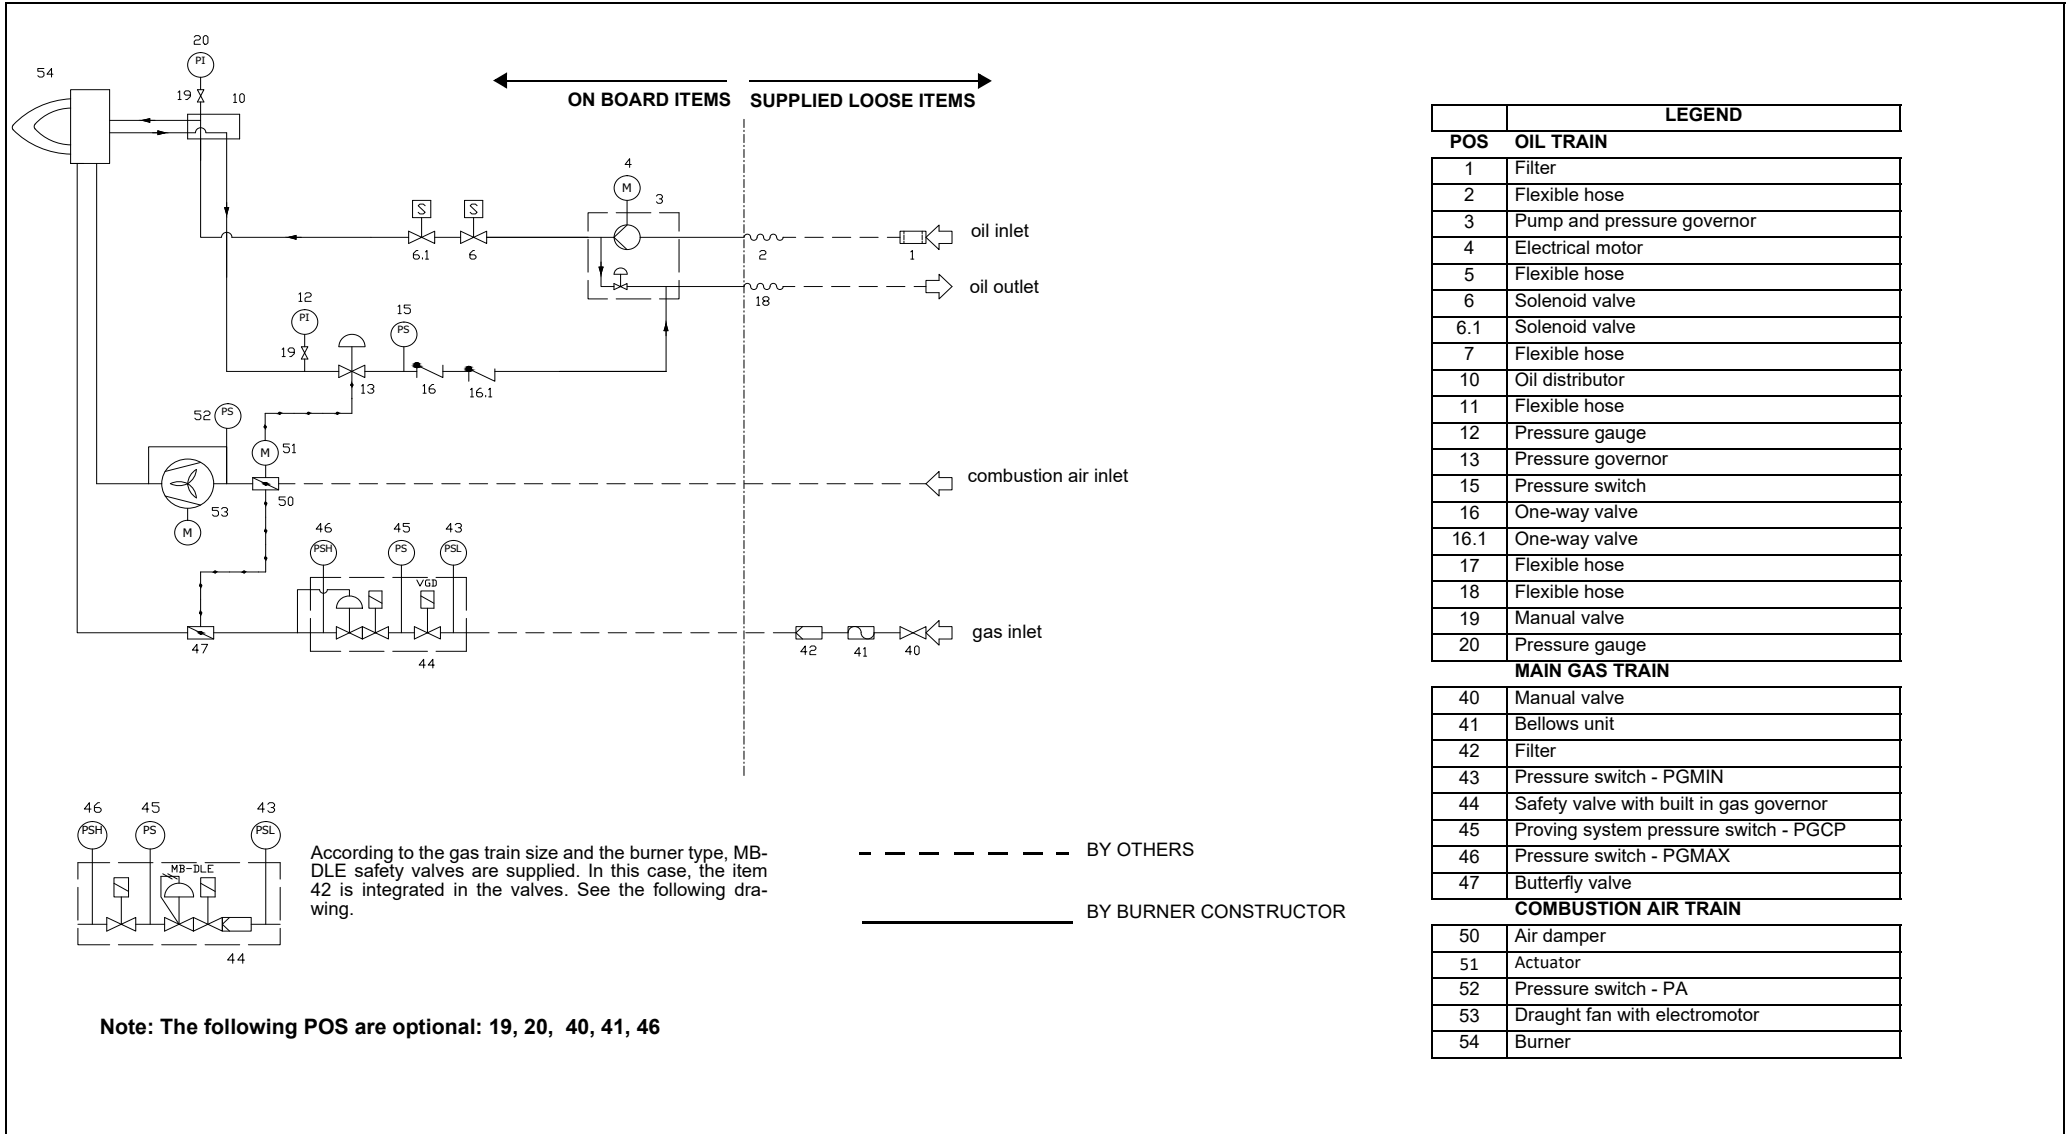 20
PI
54
19
10
ON BOARD ITEMS
SUPPLIED LOOSE ITEMS
4
M
3
S
S
oil inlet
6.1
6
2
1
oil outlet
18
12
PI
15
PS
19
13
16
16.1
52
PS
51
M
combustion air inlet
50
53
M
46
45
43
PSH
PS
PSL
VGD
gas inlet
47
44
42
41
40
46
45
43
PSH
PS
PSL
MB-DLE
44
According to the gas train size and the burner type, MB-
DLE safety valves are supplied. In this case, the item
42 is integrated in the valves. See the following dra-
wing.
BY OTHERS
BY BURNER CONSTRUCTOR
Note: The following POS are optional: 19, 20, 40, 41, 46
LEGEND
POS OIL TRAIN
1 Filter
2 Flexible hose
3 Pump and pressure governor
4 Electrical motor
5 Flexible hose
6 Solenoid valve
6.1 Solenoid valve
7 Flexible hose
10 Oil distributor
11 Flexible hose
12 Pressure gauge
13 Pressure governor
15 Pressure switch
16 One-way valve
16.1 One-way valve
17 Flexible hose
18 Flexible hose
19 Manual valve
20 Pressure gauge
MAIN GAS TRAIN
40 Manual valve
41 Bellows unit
42 Filter
43 Pressure switch - PGMIN
44 Safety valve with built in gas governor
45 Proving system pressure switch - PGCP
46 Pressure switch - PGMAX
47 Butterfly valve
COMBUSTION AIR TRAIN
50 Air damper
51 Actuator
52 Pressure switch - PA
53 Draught fan with electromotor
54 Burner